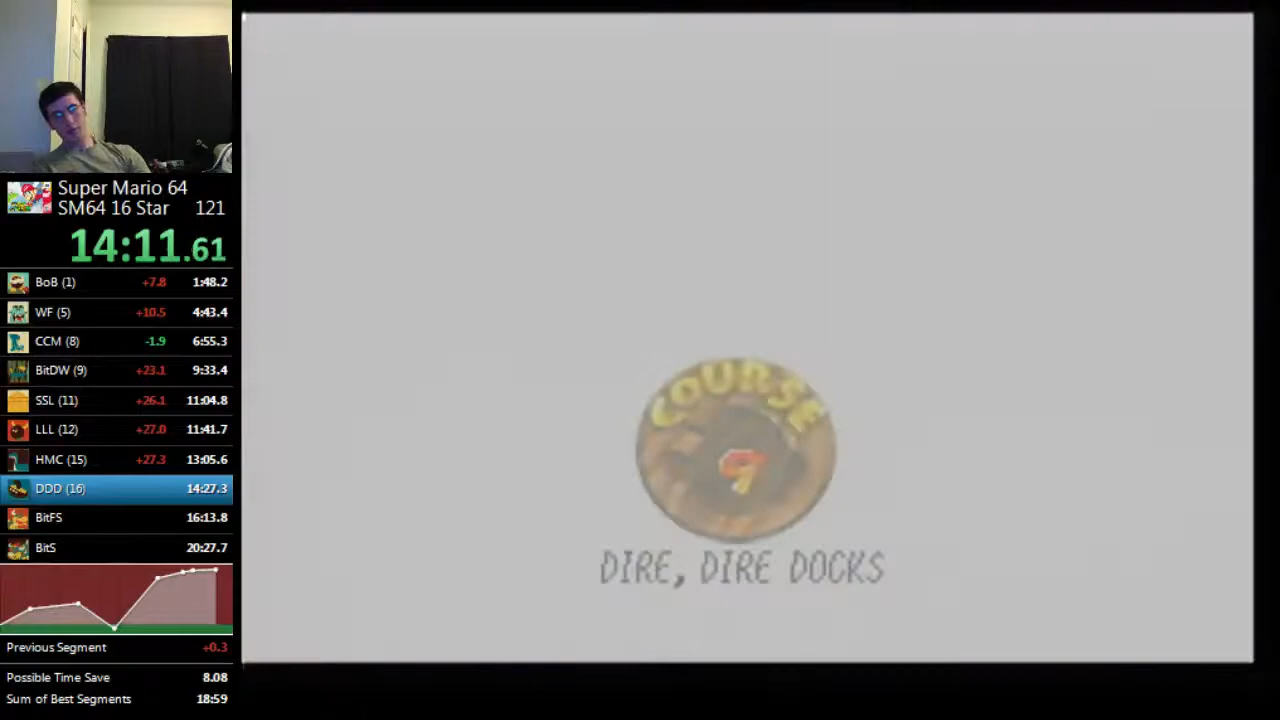 Super Mario 64
SM64 16 Star 121
14:11.61
BoB (1) +7.8 1:48.2
WF (5) +10.5 4:43.4
CCM (8) -1.9 6:55.3
BitDW (9) +23.1 9:33.4
SSL (11) +26.1 11:04.8
LLL (12) +27.0 11:41.7
HMC (15) +27.3 13:05.6
DDD (16) 14:27.3
BitFS 16:13.8
BitS 20:27.7
Previous Segment +0.3
Possible Time Save 8.08
Sum of Best Segments 18:59
COURSE
9
DIRE, DIRE DOCKS